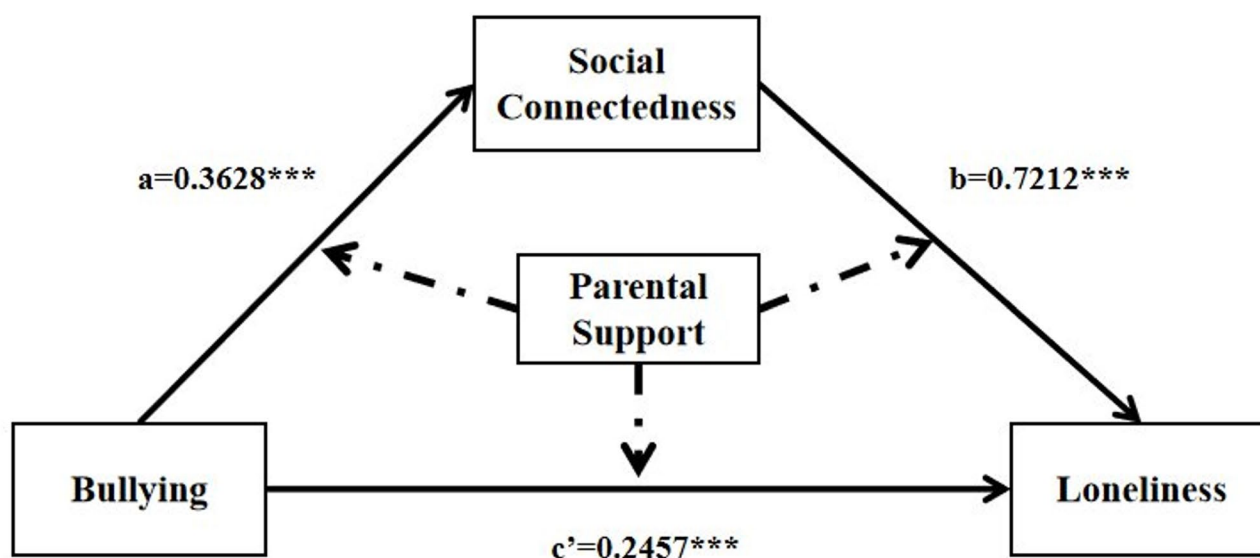 Social
Connectedness
a=0.3628***
b=0.7212***
Parental
Support
Bullying
Loneliness
c’=0.2457***